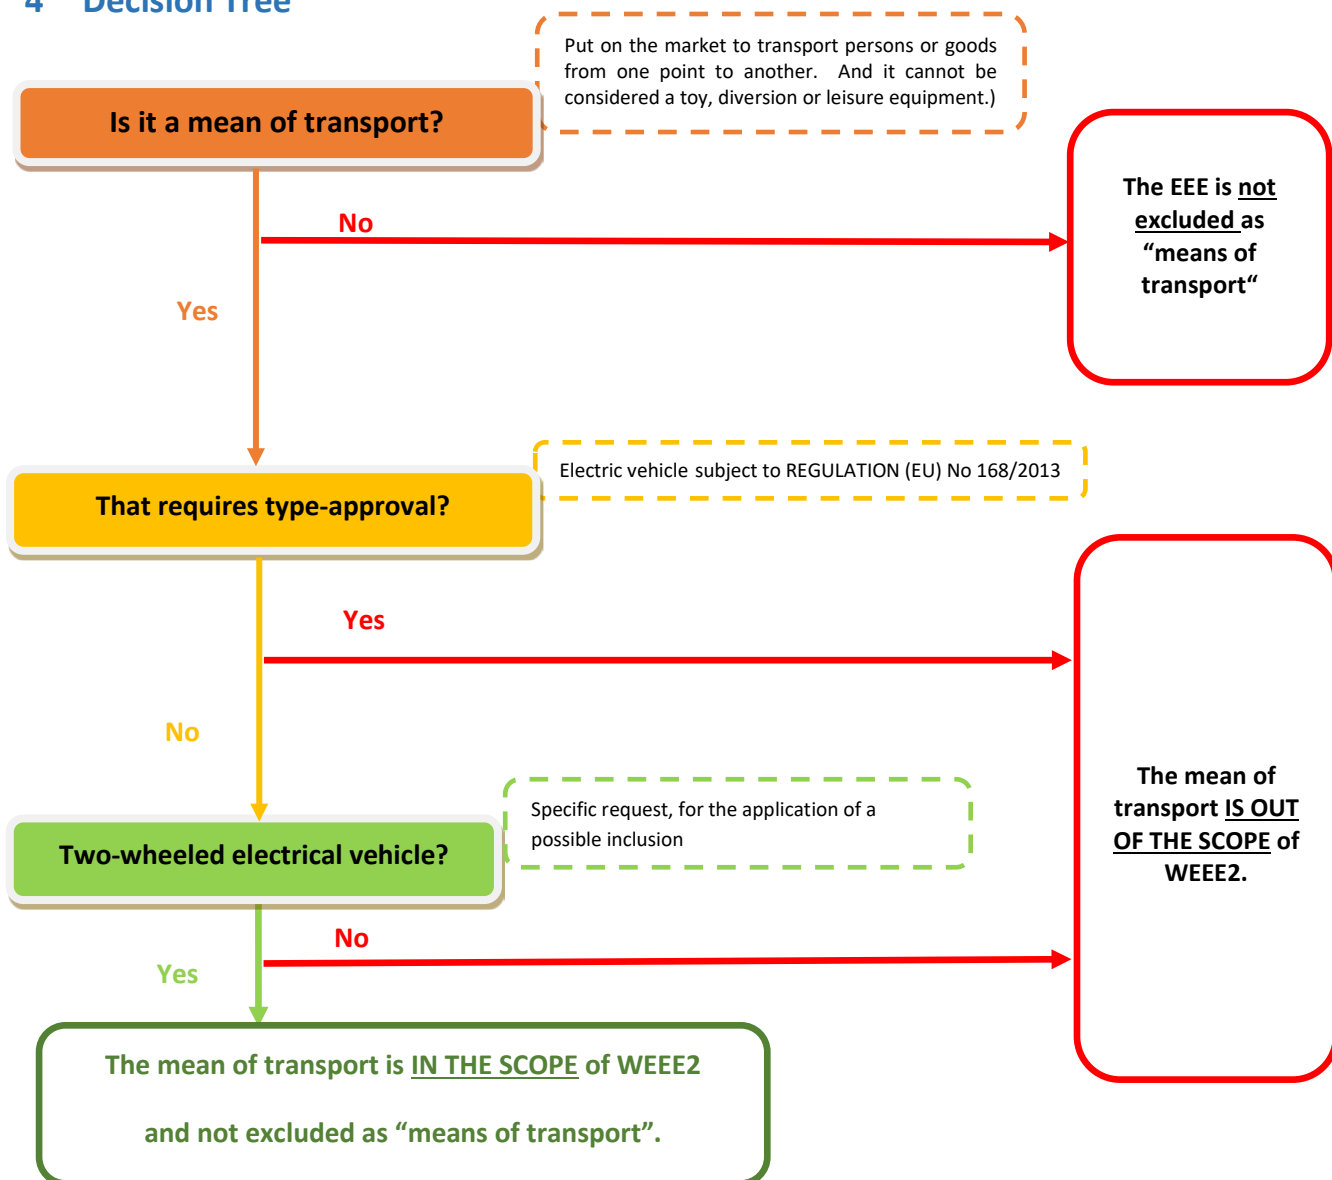 4 Decision Tree
Put on the market to transport persons or goods
from one point to another. And it cannot be
considered a toy, diversion or leisure equipment.)
Is it a mean of transport?
The EEE is not
excluded as
“means of
transport“
No
Yes
Electric vehicle subject to REGULATION (EU) No 168/2013
That requires type-approval?
Yes
No
The mean of
transport IS OUT
OF THE SCOPE of
WEEE2.
Specific request, for the application of a
possible inclusion
Two-wheeled electrical vehicle?
No
Yes
The mean of transport is IN THE SCOPE of WEEE2
and not excluded as “means of transport”.